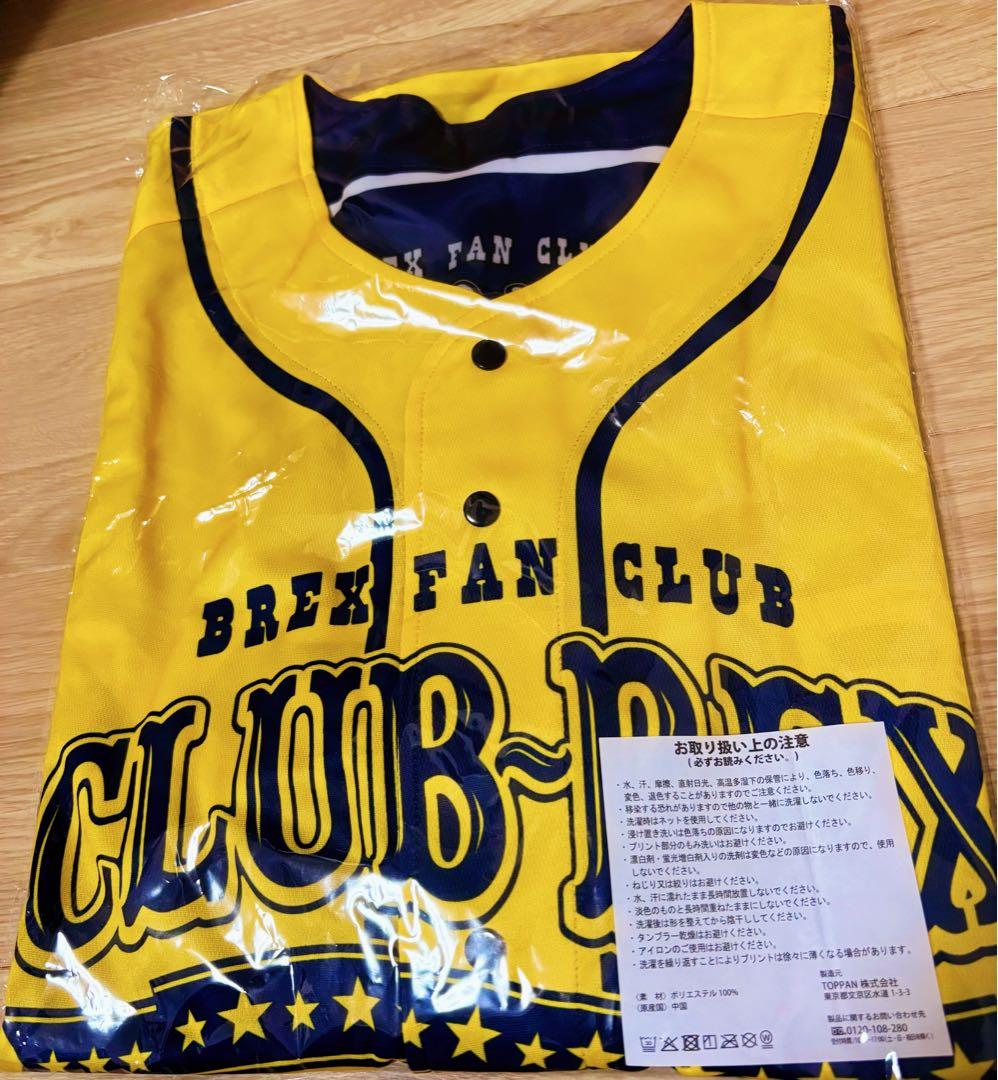 BREX FAN CLU
BREX FAN CLUB
CLUB-REX
お取り扱い上の注意
(必ずお読みください。)
・水、汗、摩擦、直射日光、高温多湿下の保管により、色落ち、色移り、
変色、退色することがありますのでご注意ください。
・移染する恐れがありますので他の物と一緒に洗濯しないでください。
・洗濯時はネットを使用してください。
・浸け置き洗いは色落ちの原因になりますのでお避けください。
・プリント部分のもみ洗いはお避けください。
・漂白剤・蛍光増白剤入りの洗剤は変色などの原因になりますので、使用
しないでください。
・ねじり又は絞りはお避けください。
・水、汗に濡れたまま長時間放置しないでください。
・淡色のものと長時間重ねたままにしないでください。
・洗濯後は形を整えてから陰干ししてください。
・タンブラー乾燥はお避けください。
・アイロンのご使用はお避けください。
・洗濯を繰り返すことによりプリントは徐々に薄くなる場合があります。
〈素 材〉ポリエステル100%
〈原産国〉中国
製造元
TOPPAN 株式会社
東京都文京区水道 1-3-3
製品に関するお問い合わせ先
0120-108-280